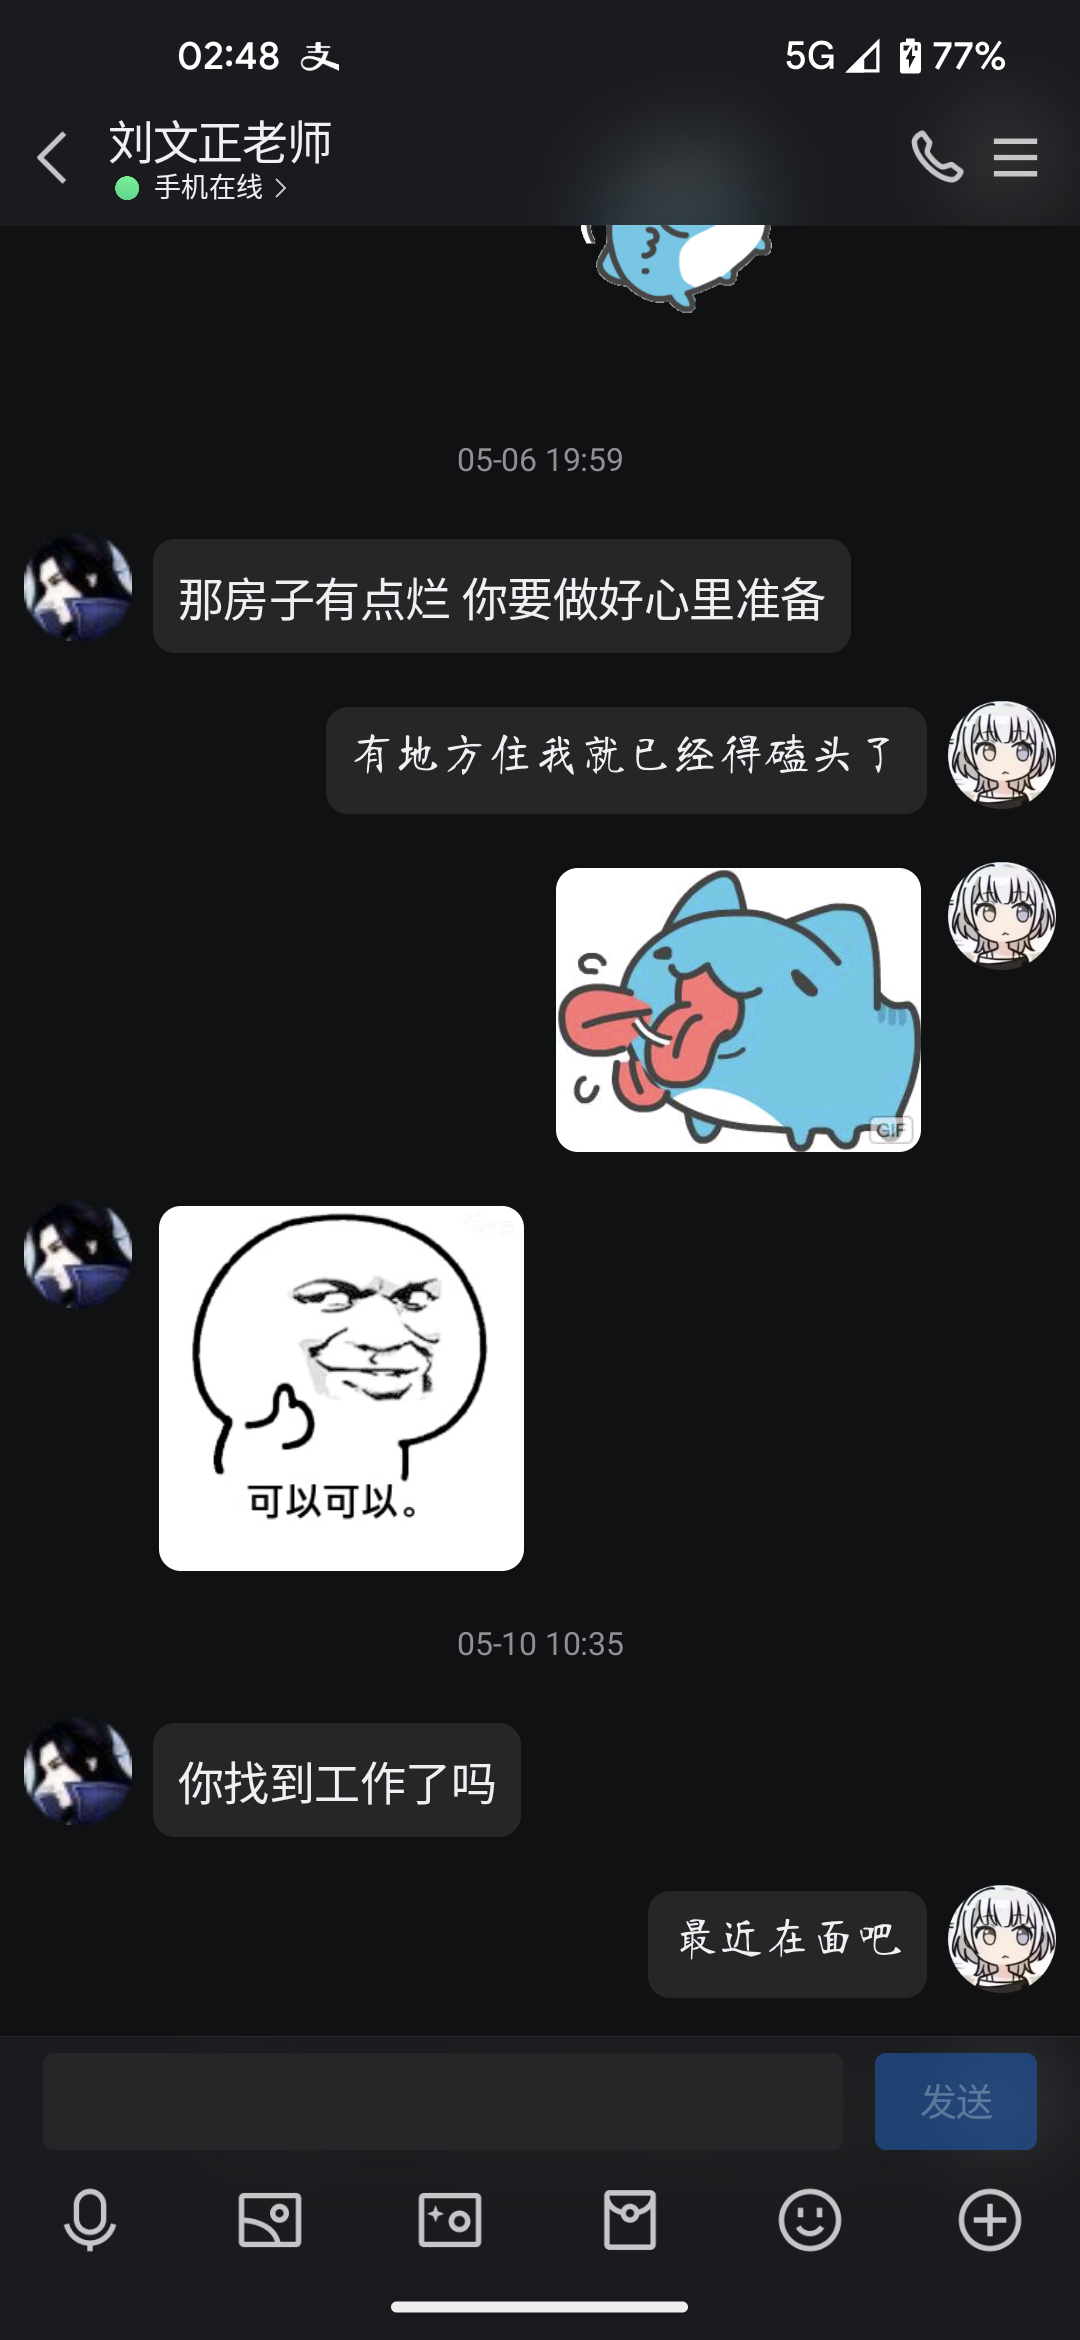 02:48 支 5G 77%
刘文正老师
手机在线
05-06 19:59
那房子有点烂 你要做好心里准备
有地方住我就已经得磕头了
GIF
可以可以。
05-10 10:35
你找到工作了吗
最近在面吧
发送